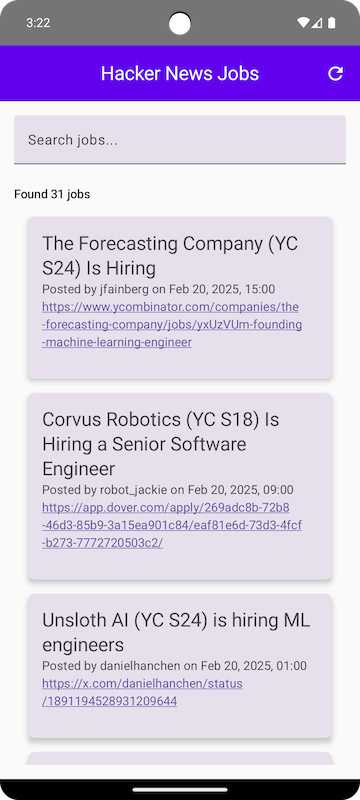 3:22
Hacker News Jobs
Search jobs...
Found 31 jobs
The Forecasting Company (YC
S24) Is Hiring
Posted by jfainberg on Feb 20, 2025, 15:00
https://www.ycombinator.com/companies/the
-forecasting-company/jobs/yxUzVUm-founding
-machine-learning-engineer
Corvus Robotics (YC S18) Is
Hiring a Senior Software
Engineer
Posted by robot_jackie on Feb 20, 2025, 09:00
https://app.dover.com/apply/269adc8b-72b8
-46d3-85b9-3a15ea901c84/eaf81e6d-73d3-4fcf
-b273-7772720503c2/
Unsloth AI (YC S24) is hiring ML
engineers
Posted by danielhanchen on Feb 20, 2025, 01:00
https://x.com/danielhanchen/status
/1891194528931209644